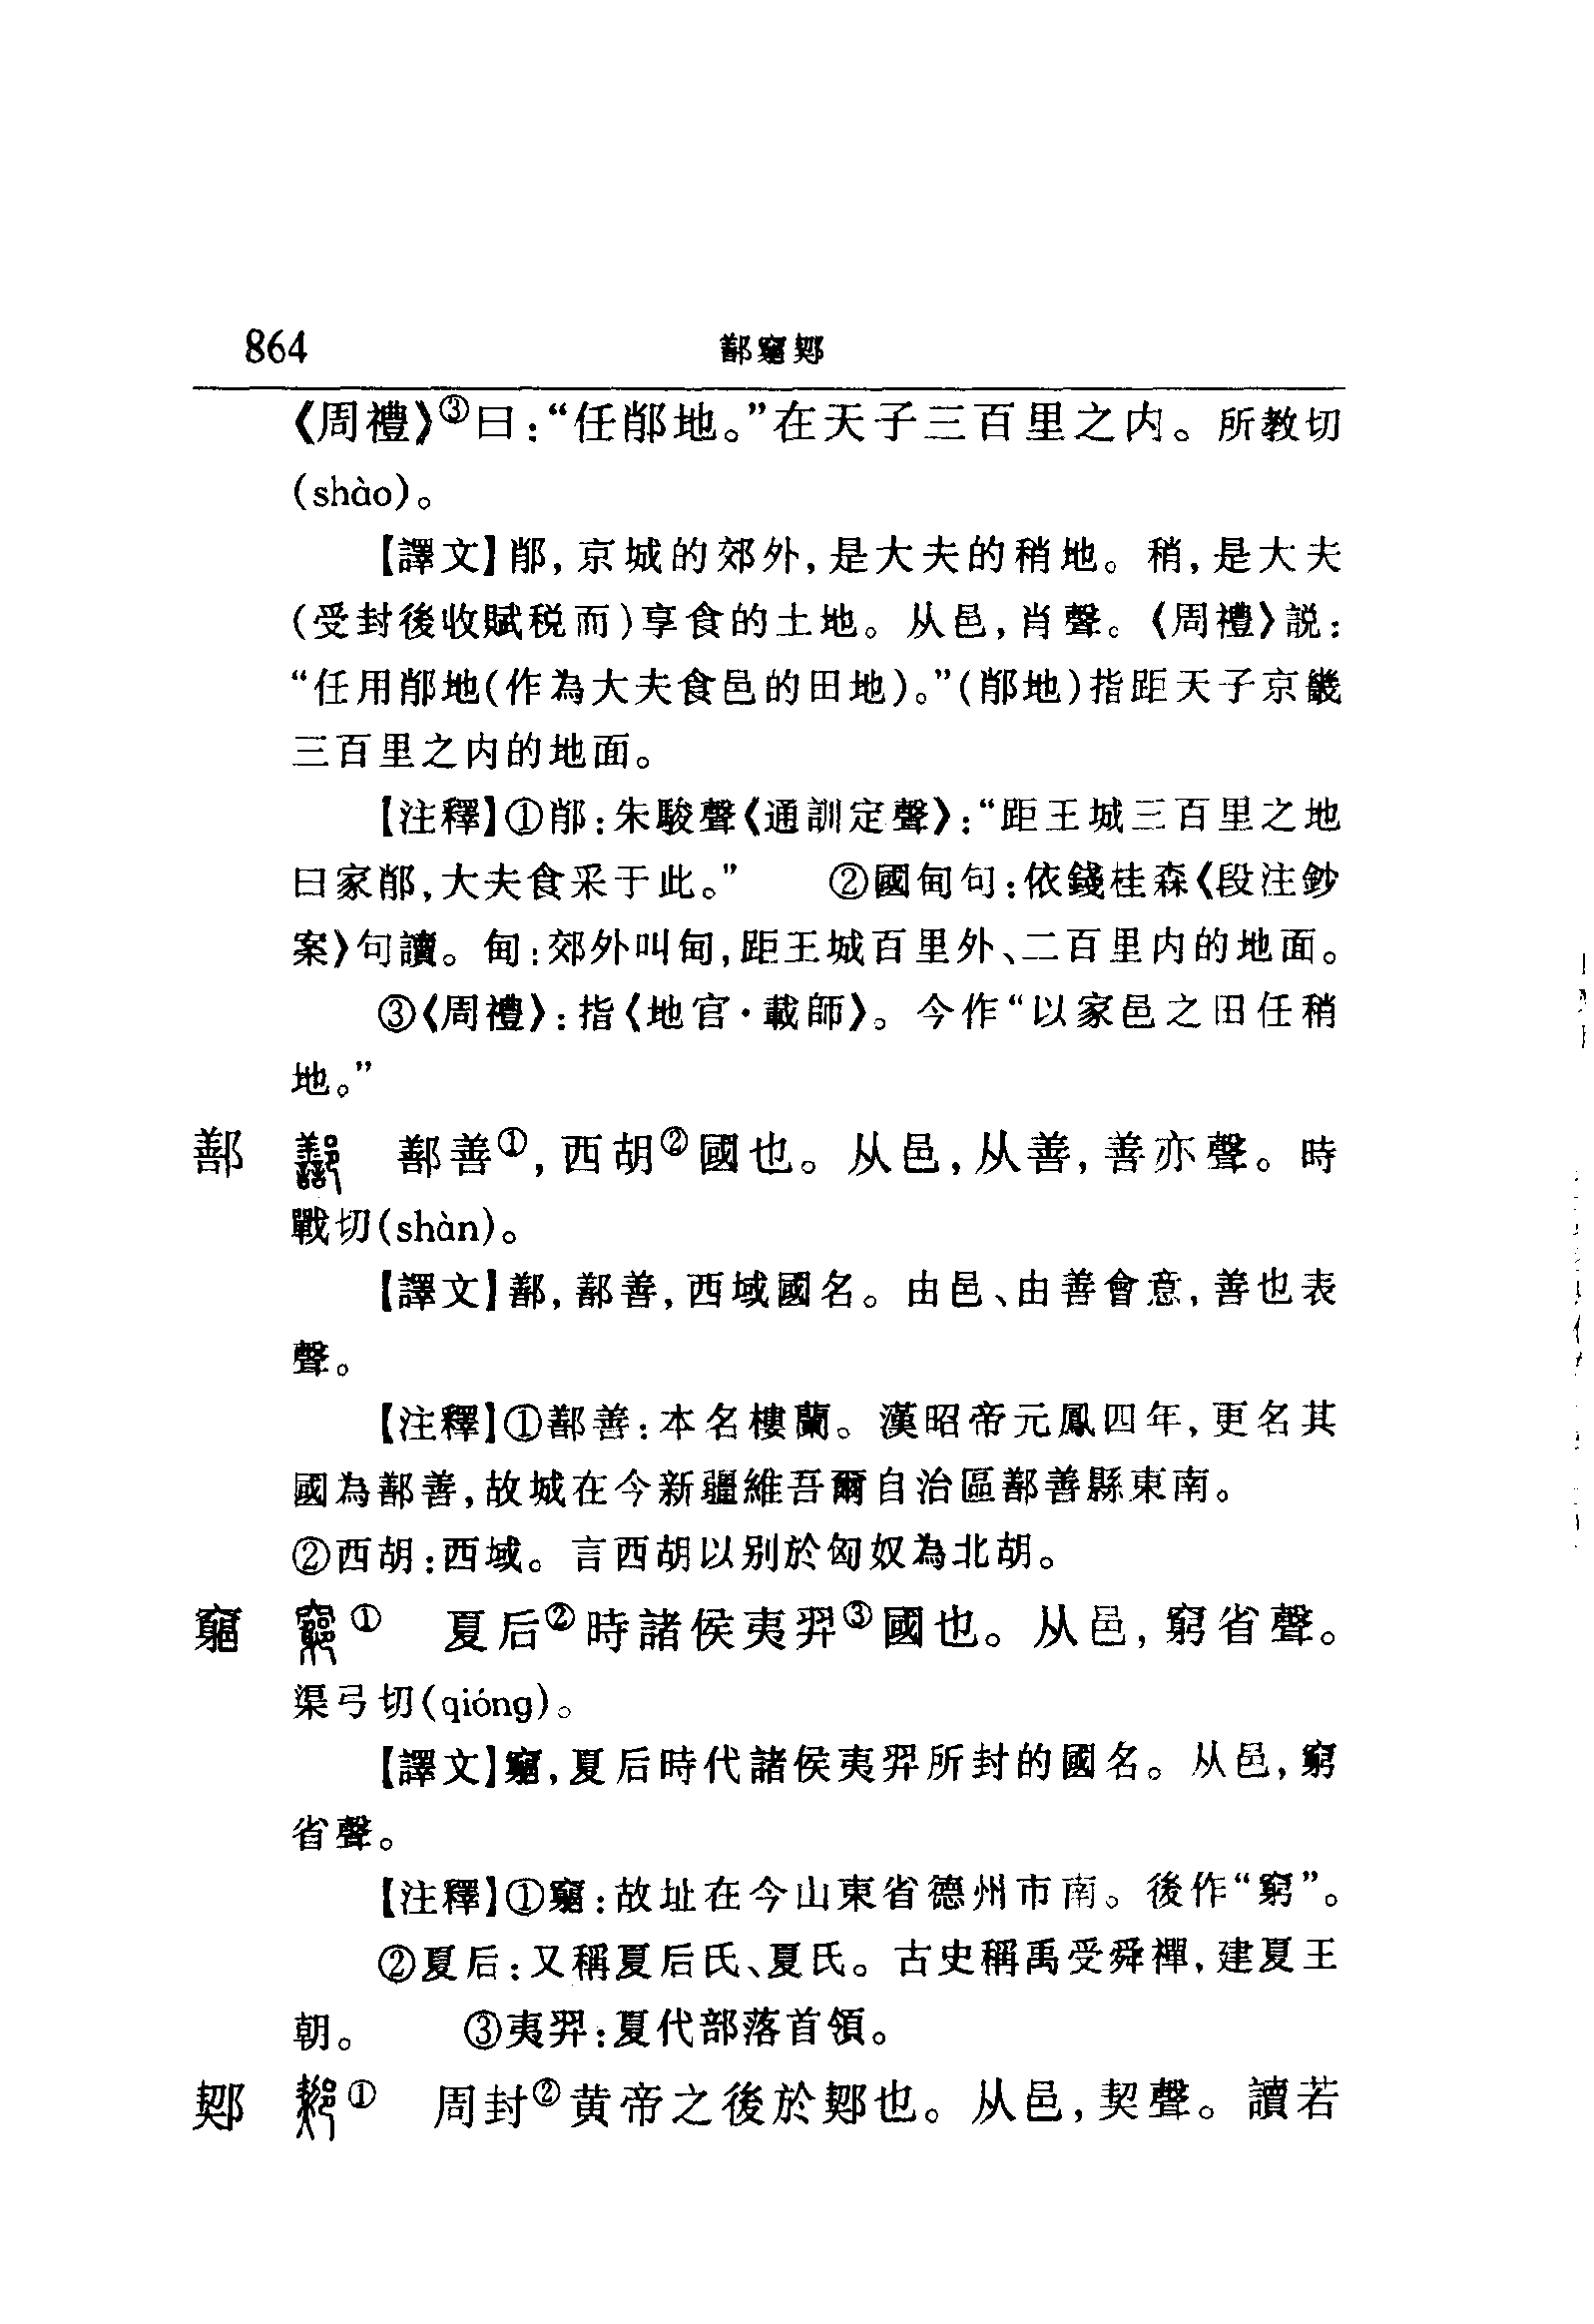 864 鄯竆䣞
《周禮》③曰：“任䣪地。”在天子三百里之内。所教切
(shào)。
【譯文】䣪，京城的郊外，是大夫的稍地。稍，是大夫
(受封後收賦税而)享食的土地。从邑，肖聲。《周禮》説：
“任用䣪地(作為大夫食邑的田地)。”(䣪地)指距天子京畿
三百里之内的地面。
【注釋】①䣪：朱駿聲《通訓定聲》：“距王城三百里之地
曰家䣪，大夫食采于此。” ②國甸句：依錢桂森《段注鈔
案》句讀。甸：郊外叫甸，距王城百里外、二百里内的地面。
③《周禮》：指《地官·載師》。今作“以家邑之田任稍
地。”
鄯 鄯善①，西胡②國也。从邑，从善，善亦聲。時
戰切(shàn)。
【譯文】鄯，鄯善，西域國名。由邑、由善會意，善也表
聲。
【注釋】①鄯善：本名樓蘭。漢昭帝元鳳四年，更名其
國為鄯善，故城在今新疆維吾爾自治區鄯善縣東南。
②西胡：西域。言西胡以别於匈奴為北胡。
竆 ① 夏后②時諸侯夷羿③國也。从邑，窮省聲。
渠弓切(qióng)。
【譯文】竆，夏后時代諸侯夷羿所封的國名。从邑，窮
省聲。
【注釋】①竆：故址在今山東省德州市南。後作“窮”。
②夏后：又稱夏后氏、夏氏。古史稱禹受舜禪，建夏王
朝。 ③夷羿：夏代部落首領。
䣞 ① 周封②黄帝之後於䣞也。从邑，契聲。讀若